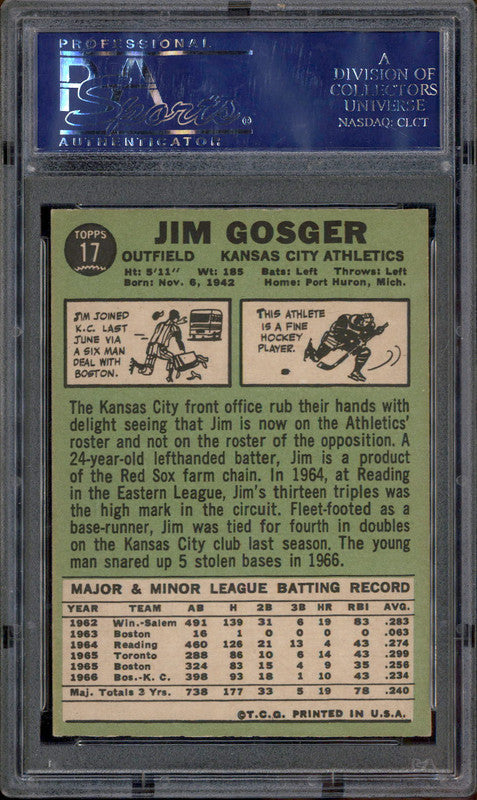 PROFESSIONAL
PSA
Sports®
AUTHENTICATOR
A
DIVISION OF
COLLECTORS
UNIVERSE
NASDAQ: CLCT
TOPPS
17
JIM GOSGER
OUTFIELD KANSAS CITY ATHLETICS
Ht: 5'11" Wt: 185 Bats: Left Throws: Left
Born: Nov. 6, 1942 Home: Port Huron, Mich.
JIM JOINED
K.C. LAST
JUNE VIA
A SIX MAN
DEAL WITH
BOSTON.
THIS ATHLETE
IS A FINE
HOCKEY
PLAYER.
The Kansas City front office rub their hands with
delight seeing that Jim is now on the Athletics'
roster and not on the roster of the opposition. A
24-year-old lefthanded batter, Jim is a product
of the Red Sox farm chain. In 1964, at Reading
in the Eastern League, Jim's thirteen triples was
the high mark in the circuit. Fleet-footed as a
base-runner, Jim was tied for fourth in doubles
on the Kansas City club last season. The young
man snared up 5 stolen bases in 1966.
MAJOR & MINOR LEAGUE BATTING RECORD
YEAR TEAM AB H 2B 3B HR RBI AVG.
1962 Win.-Salem 491 139 31 6 19 83 .283
1963 Boston 16 1 0 0 0 0 .063
1964 Reading 460 126 21 13 4 43 .274
1965 Toronto 288 86 10 6 14 43 .299
1965 Boston 324 83 15 4 9 35 .256
1966 Bos.-K. C. 398 93 18 1 10 43 .234
Maj. Totals 3 Yrs. 738 177 33 5 19 78 .240
©T.C.G. PRINTED IN U.S.A.